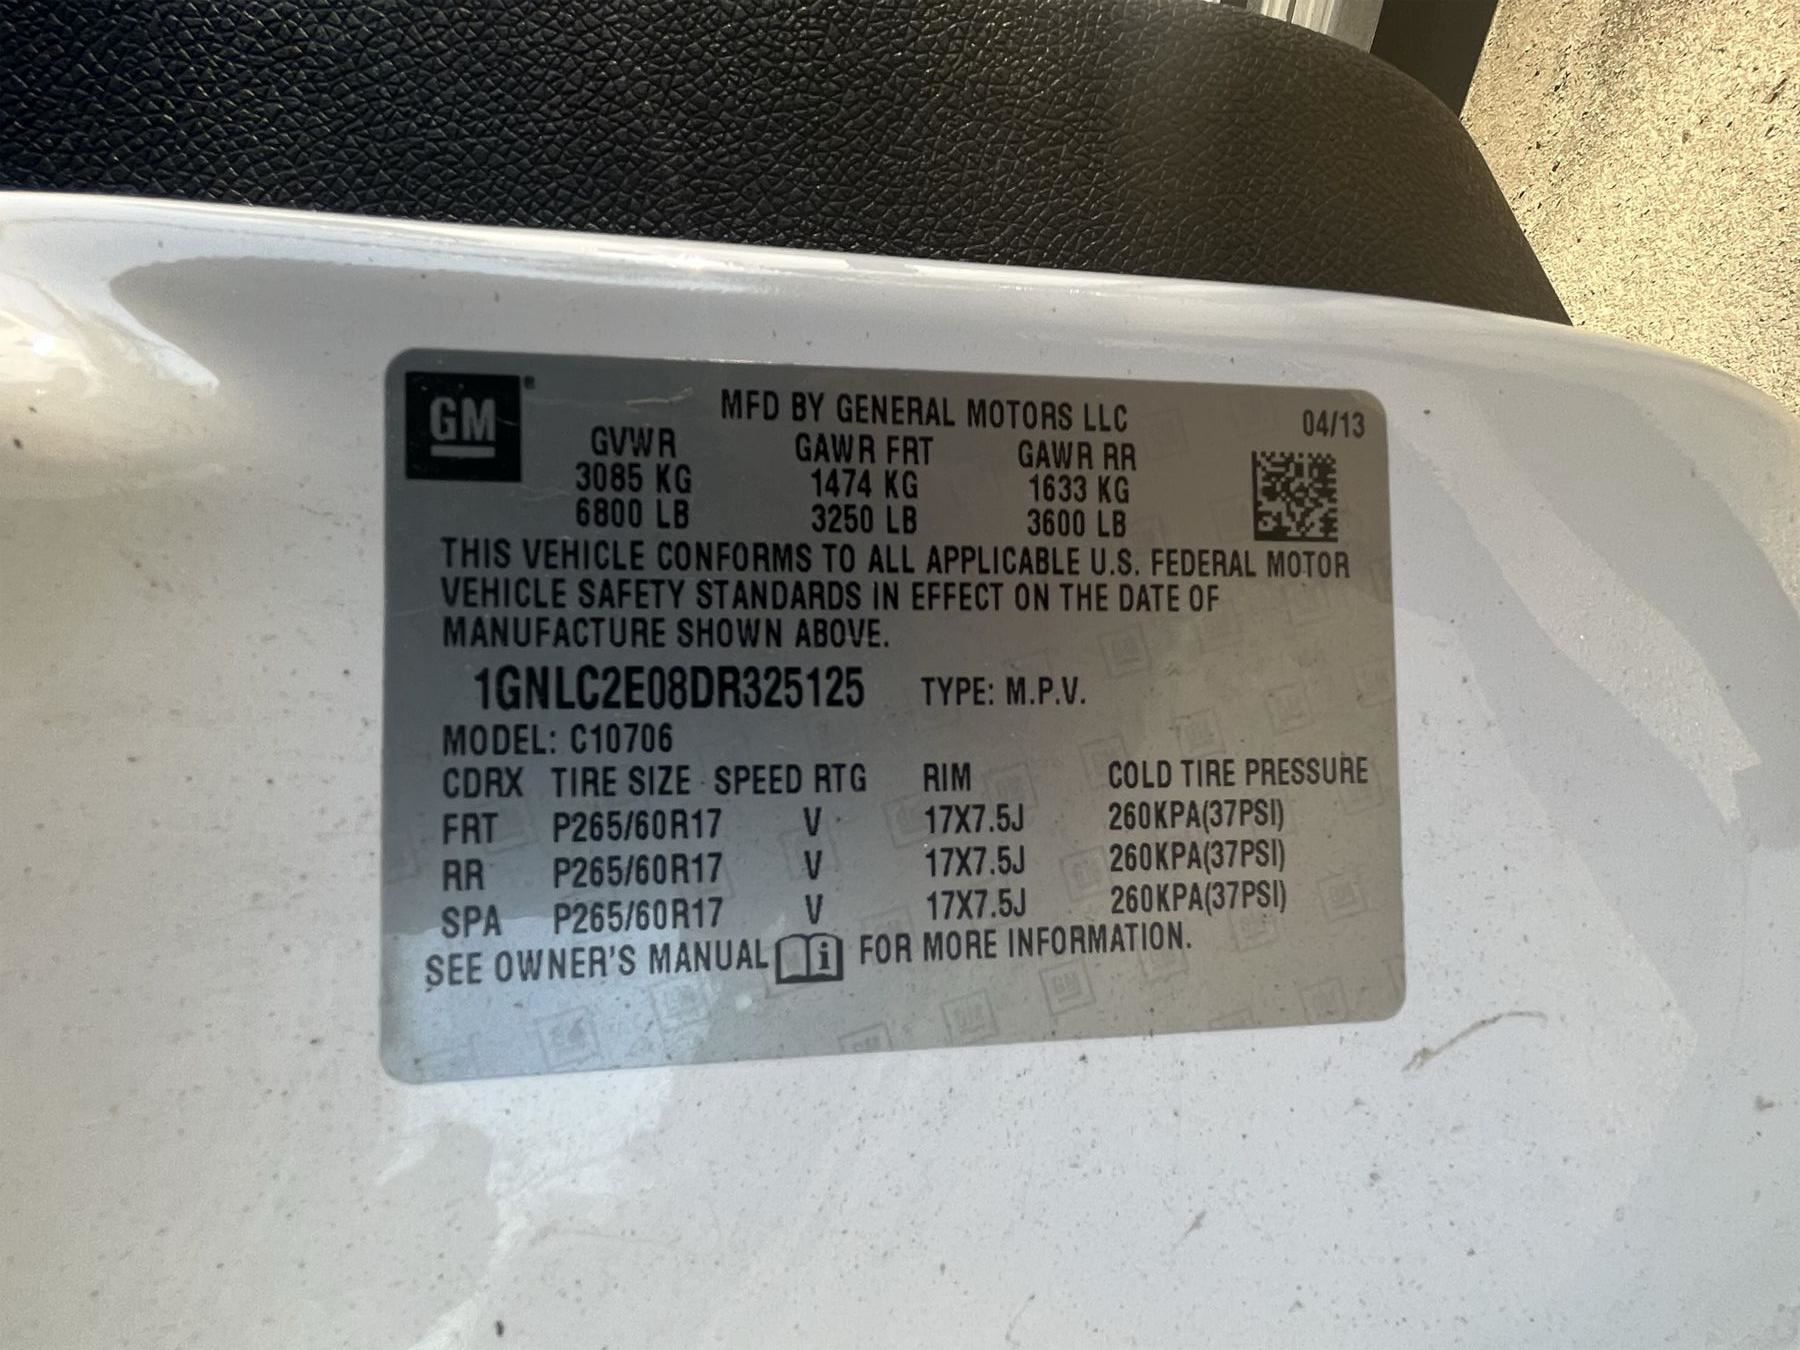 GM
MFD BY GENERAL MOTORS LLC 04/13
GVWR GAWR FRT GAWR RR
3085 KG 1474 KG 1633 KG
6800 LB 3250 LB 3600 LB
THIS VEHICLE CONFORMS TO ALL APPLICABLE U.S. FEDERAL MOTOR
VEHICLE SAFETY STANDARDS IN EFFECT ON THE DATE OF
MANUFACTURE SHOWN ABOVE.
1GNLC2E08DR325125 TYPE: M.P.V.
MODEL: C10706
CDRX TIRE SIZE SPEED RTG RIM COLD TIRE PRESSURE
FRT P265/60R17 V 17X7.5J 260KPA(37PSI)
RR P265/60R17 V 17X7.5J 260KPA(37PSI)
SPA P265/60R17 V 17X7.5J 260KPA(37PSI)
SEE OWNER'S MANUAL i FOR MORE INFORMATION.